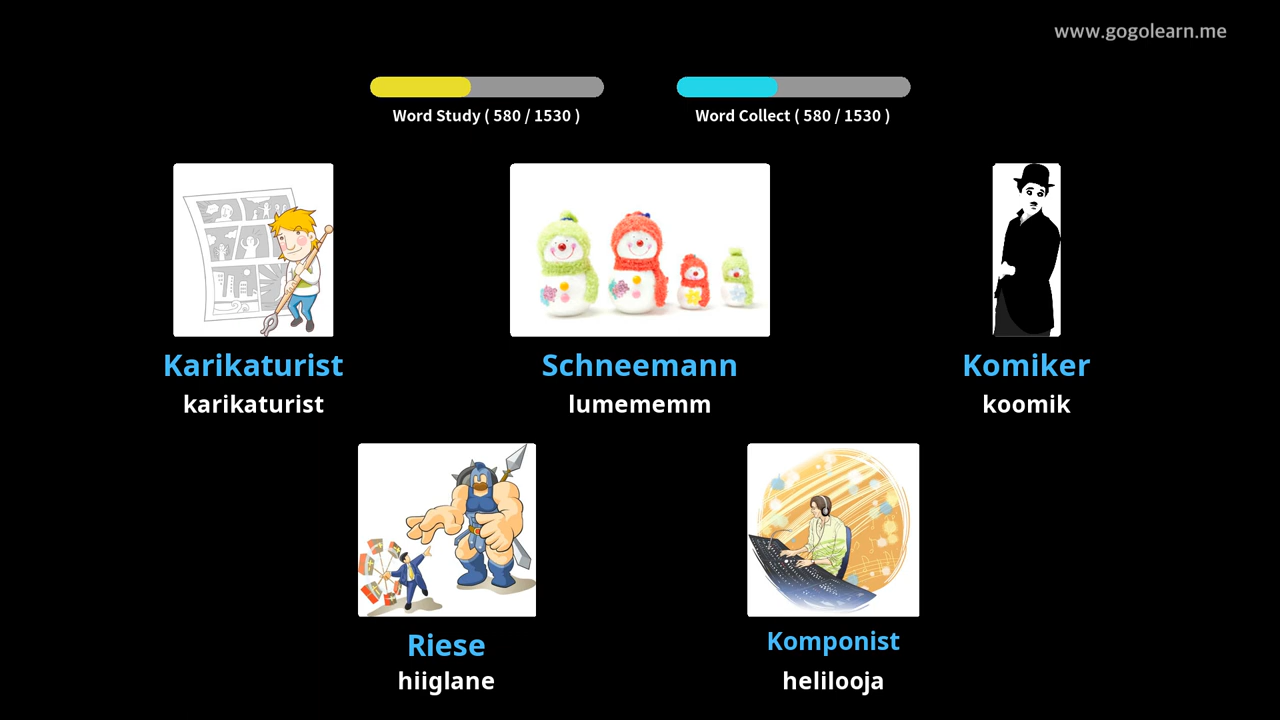 www.gogolearn.me
Word Study ( 580 / 1530 )
Word Collect ( 580 / 1530 )
Karikaturist
karikaturist
Schneemann
lumememm
Komiker
koomik
Riese
hiiglane
Komponist
helilooja